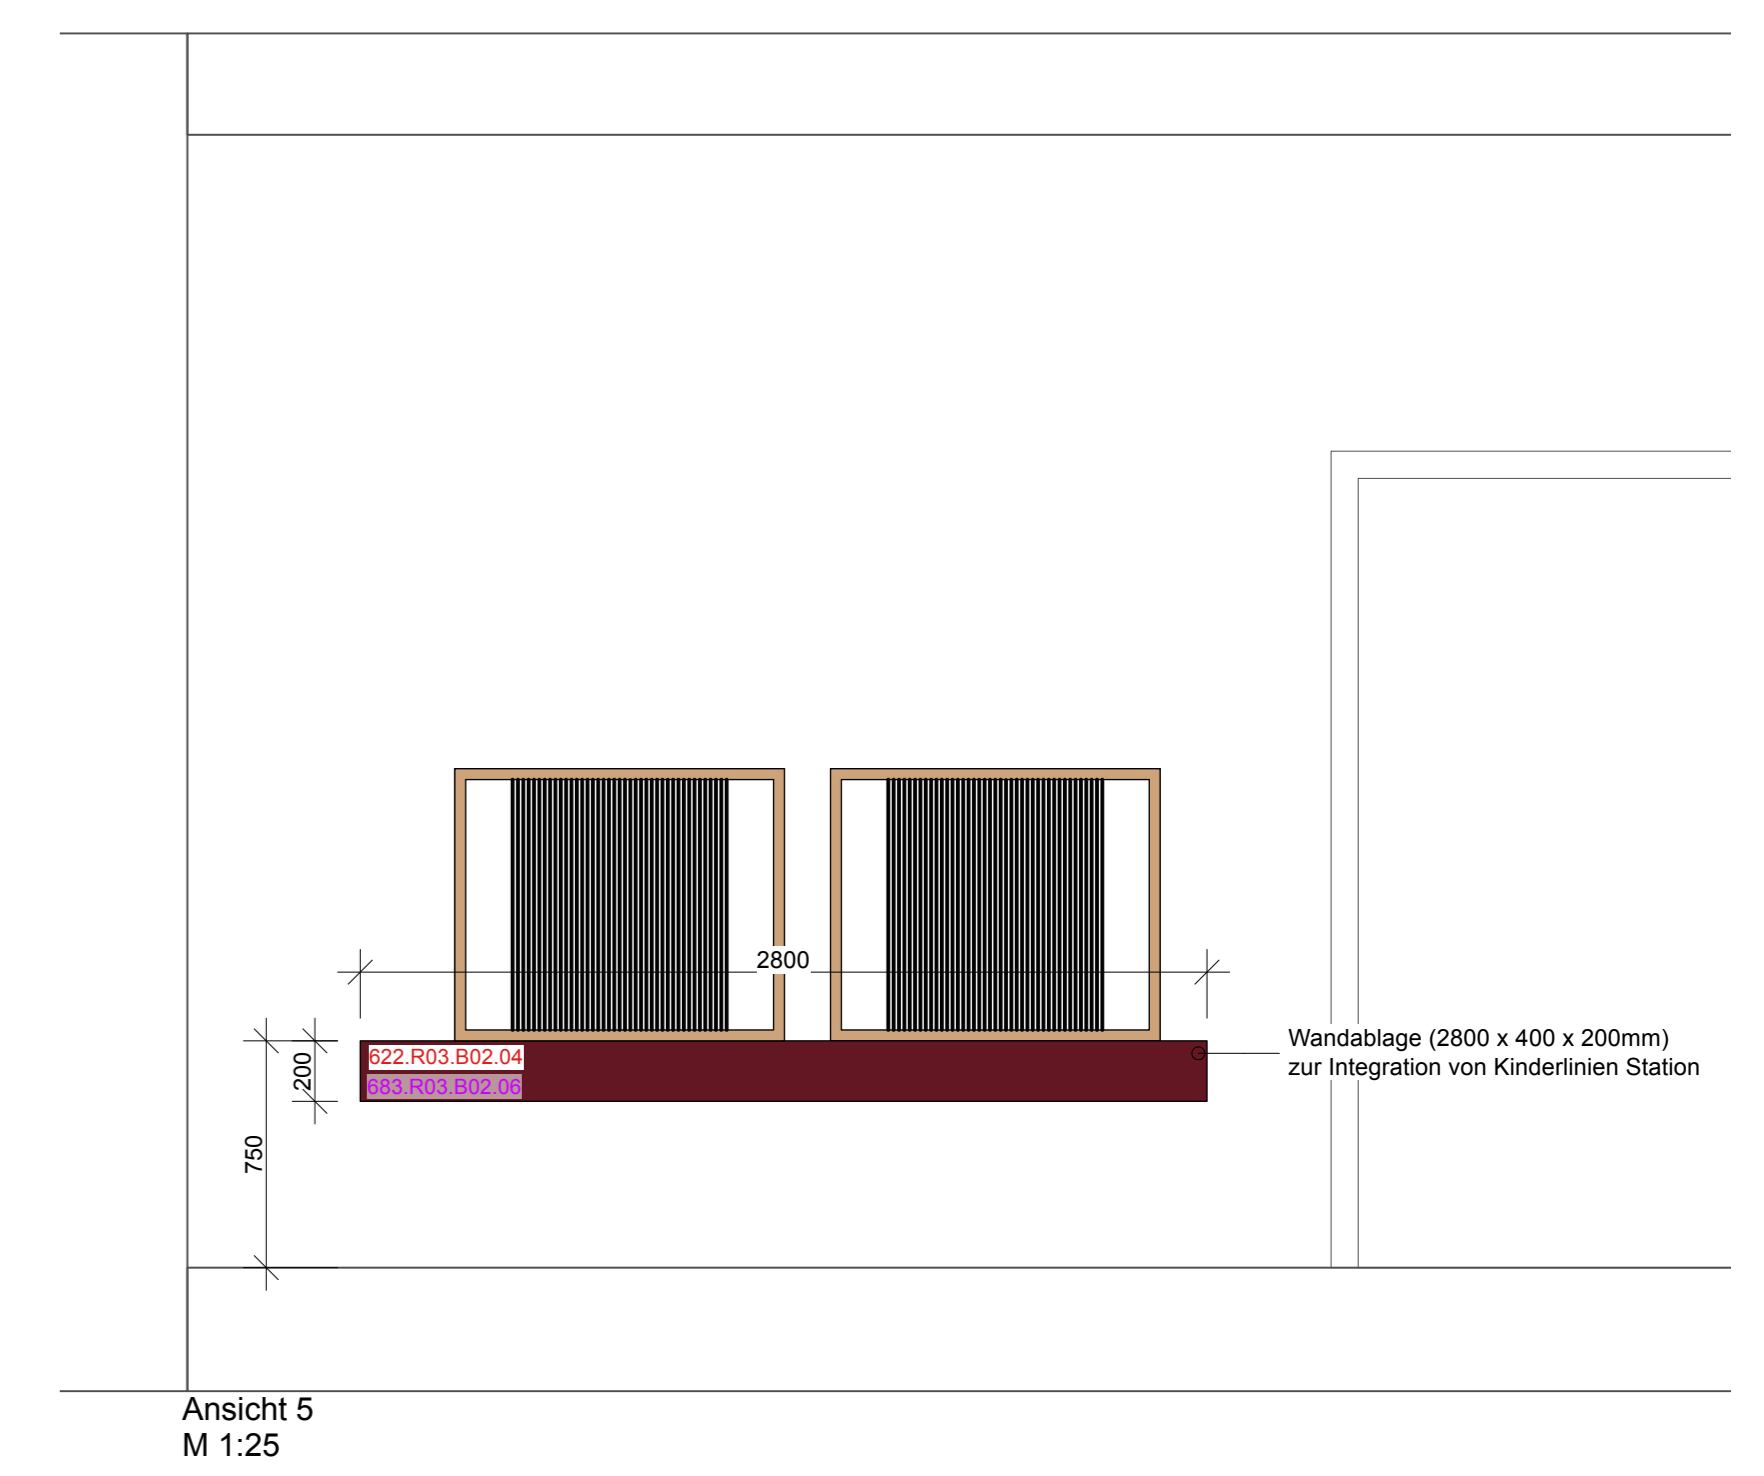 2800
622.R03.B02.04
683.R03.B02.06
200
750
Wandablage (2800 x 400 x 200mm)
zur Integration von Kinderlinien Station
Ansicht 5
M 1:25